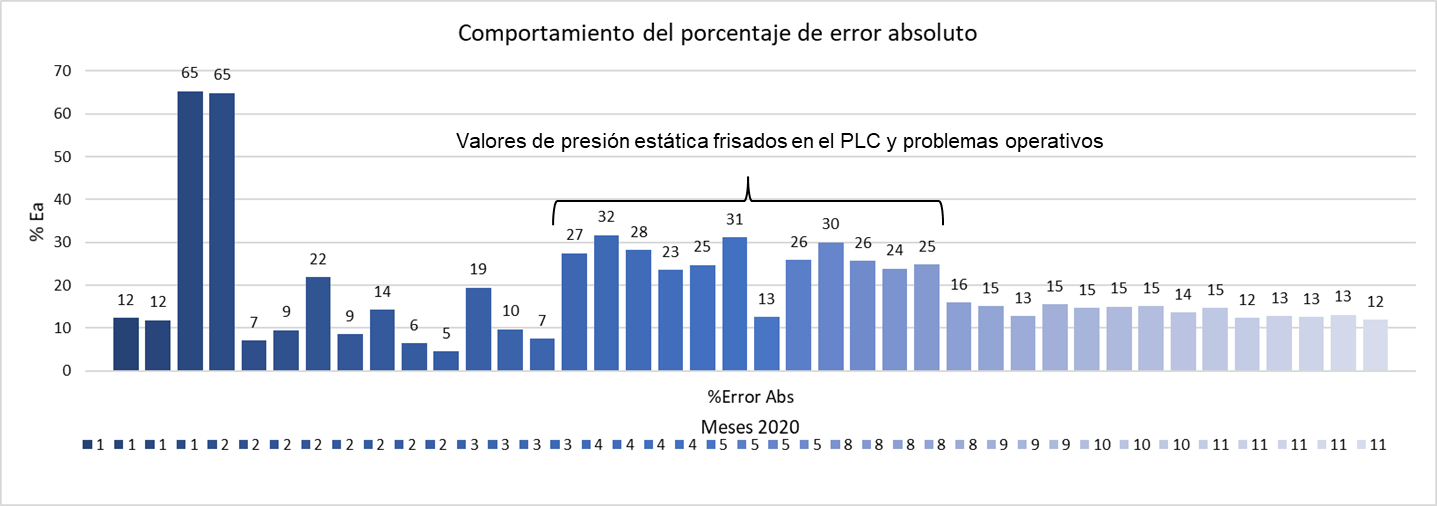 Comportamiento del porcentaje de error absoluto
70
60
50
40
30
20
10
0
% Ea
Valores de presión estática frisados en el PLC y problemas operativos
12 12 65 65 7 9 22 9 14 6 5 19 10 7 27 32 28 23 25 31 13 26 30 26 24 25 16 15 13 15 15 15 15 14 15 12 13 13 13 12
%Error Abs
Meses 2020
1 1 1 1 2 2 2 2 2 2 2 3 3 3 3 4 4 4 4 5 5 5 5 8 8 8 8 8 9 9 9 10 10 10 11 11 11 11 11